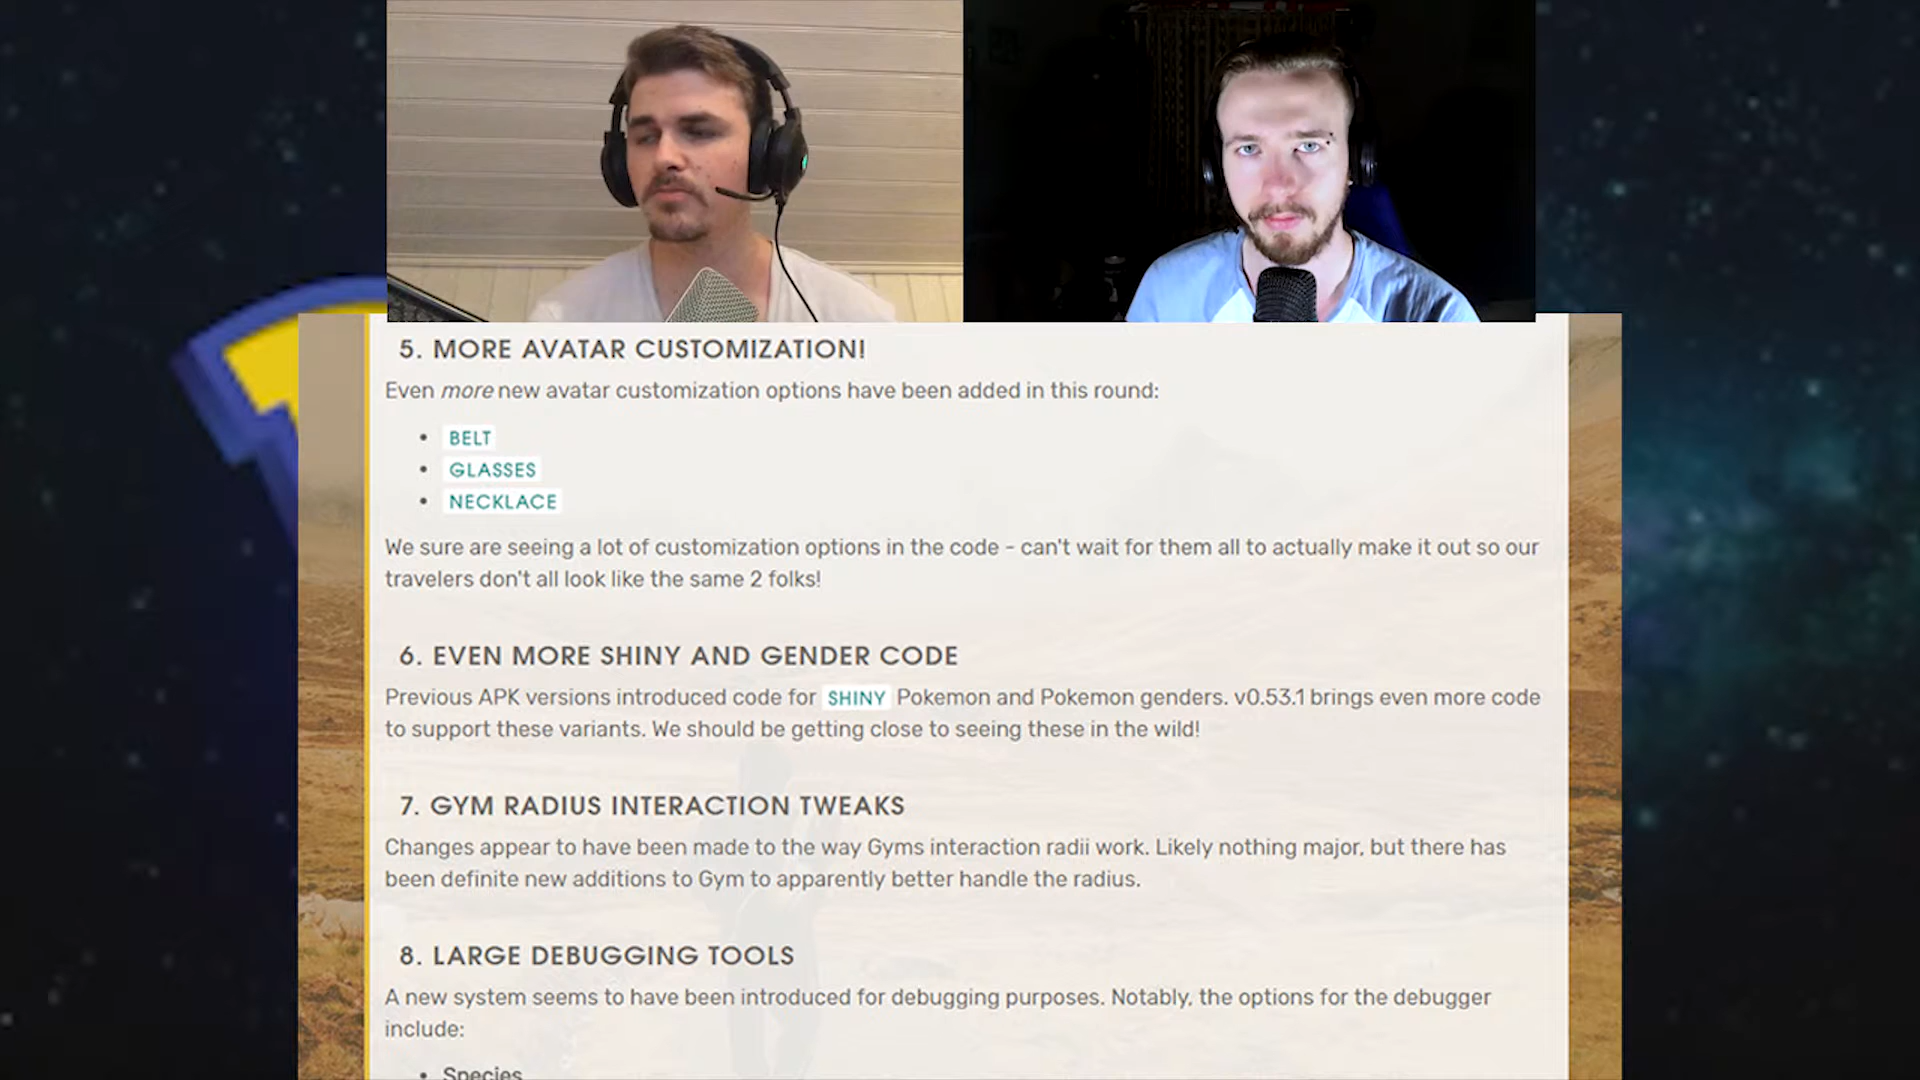 5. MORE AVATAR CUSTOMIZATION!
Even more new avatar customization options have been added in this round:
• BELT
• GLASSES
• NECKLACE
We sure are seeing a lot of customization options in the code - can't wait for them all to actually make it out so our
travelers don't all look like the same 2 folks!
6. EVEN MORE SHINY AND GENDER CODE
Previous APK versions introduced code for SHINY Pokemon and Pokemon genders. v0.53.1 brings even more code
to support these variants. We should be getting close to seeing these in the wild!
7. GYM RADIUS INTERACTION TWEAKS
Changes appear to have been made to the way Gyms interaction radii work. Likely nothing major, but there has
been definite new additions to Gym to apparently better handle the radius.
8. LARGE DEBUGGING TOOLS
A new system seems to have been introduced for debugging purposes. Notably, the options for the debugger
include:
• Species